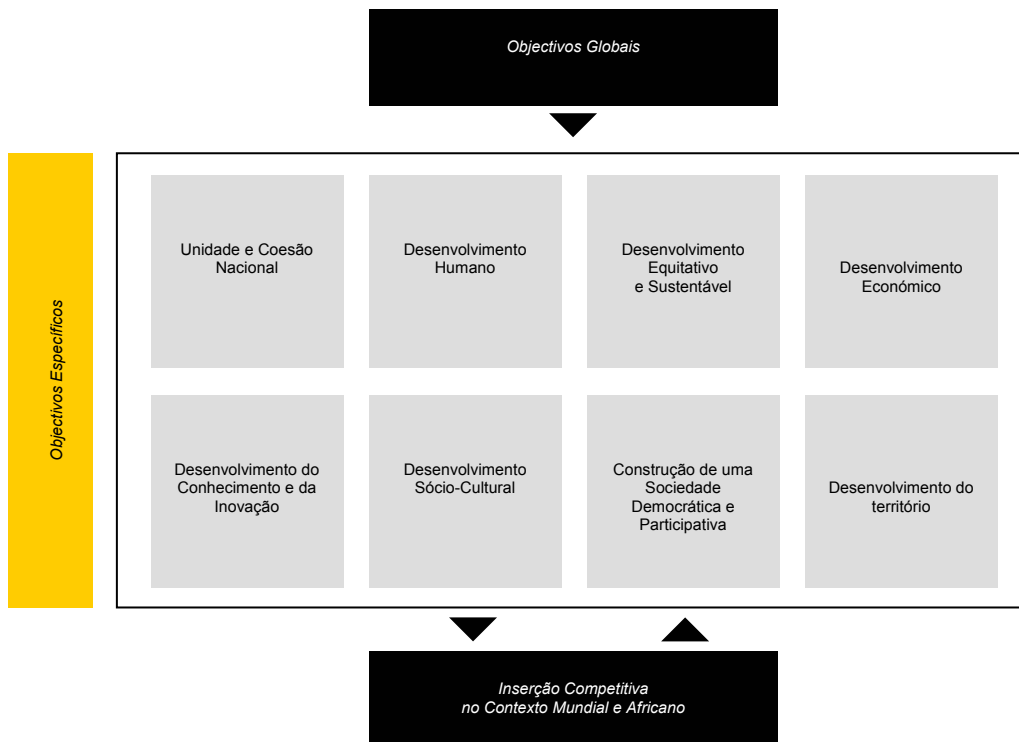 Objectivos Globais
Objectivos Específicos
Unidade e Coesão
Nacional
Desenvolvimento
Humano
Desenvolvimento
Equitativo
e Sustentável
Desenvolvimento
Económico
Desenvolvimento do
Conhecimento e da
Inovação
Desenvolvimento
Sócio-Cultural
Construção de uma
Sociedade
Democrática e
Participativa
Desenvolvimento do
território
Inserção Competitiva
no Contexto Mundial e Africano